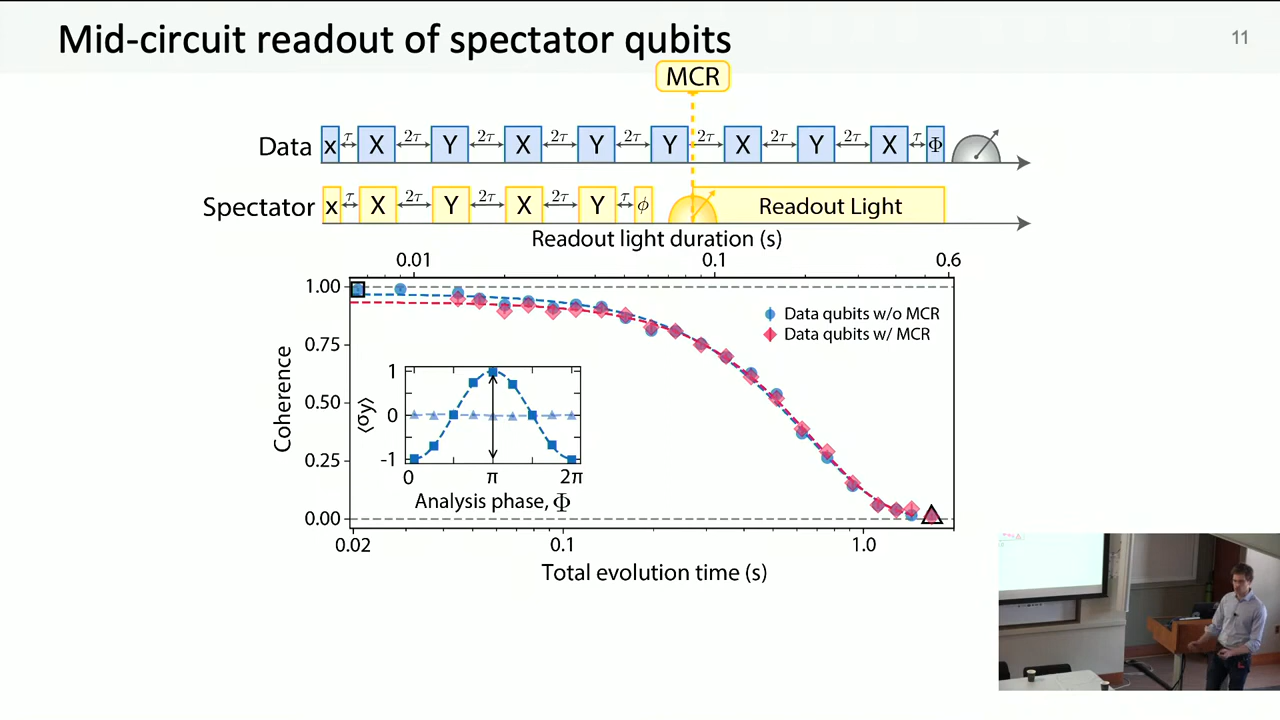 Mid-circuit readout of spectator qubits
11
MCR
Data x τ X 2τ Y 2τ X 2τ Y 2τ Y 2τ X 2τ Y 2τ X τ Φ
Spectator x τ X 2τ Y 2τ X 2τ Y τ ϕ Readout Light
Readout light duration (s)
0.01 0.1 0.6
1.00
0.75
0.50
0.25
0.00
Coherence
Data qubits w/o MCR
Data qubits w/ MCR
1
0
-1
⟨σy⟩
0 π 2π
Analysis phase, Φ
0.02 0.1 1.0
Total evolution time (s)